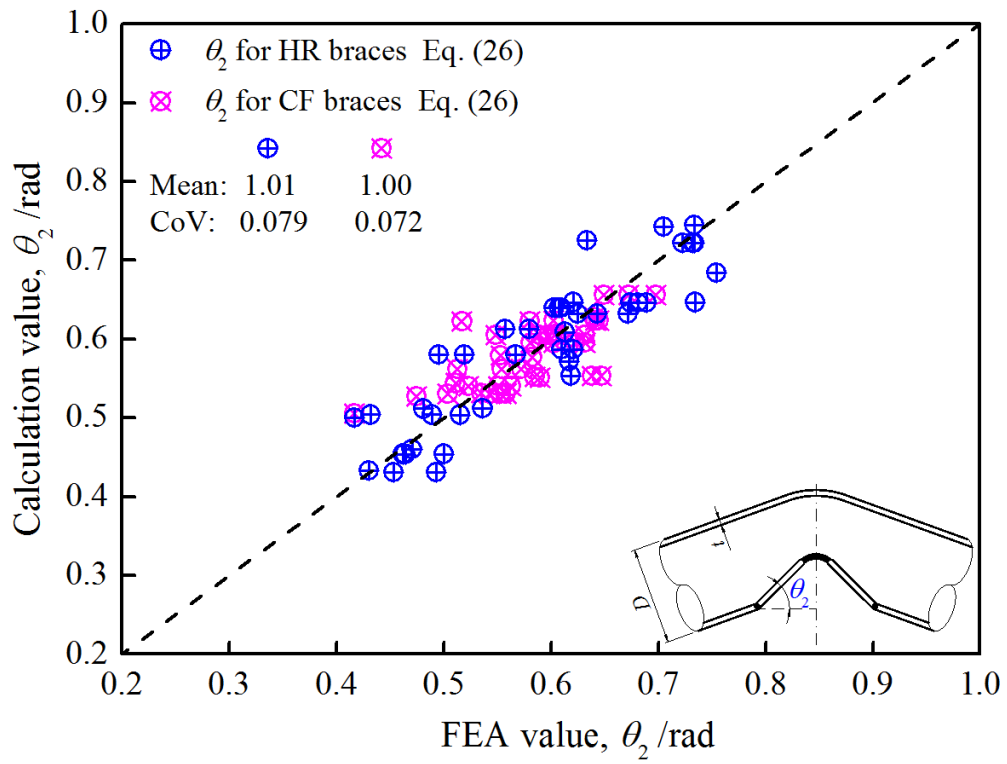 1.0
0.9
0.8
0.7
0.6
0.5
0.4
0.3
0.2
Calculation value, θ₂ /rad
θ₂ for HR braces Eq. (26)
θ₂ for CF braces Eq. (26)
Mean: 1.01 1.00
CoV: 0.079 0.072
t
D
θ₂
0.2 0.3 0.4 0.5 0.6 0.7 0.8 0.9 1.0
FEA value, θ₂ /rad